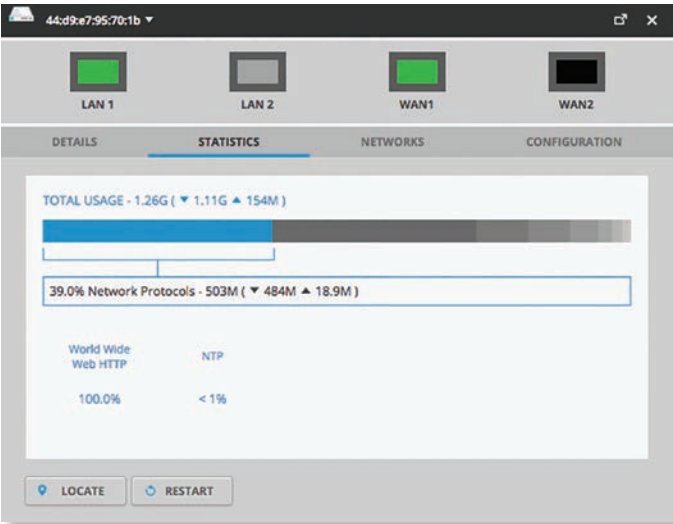 44:d9:e7:95:70:1b ▼
LAN 1 LAN 2 WAN1 WAN2
DETAILS STATISTICS NETWORKS CONFIGURATION
TOTAL USAGE - 1.26G ( ▼ 1.11G ▲ 154M )
39.0% Network Protocols - 503M ( ▼ 484M ▲ 18.9M )
World Wide
Web HTTP
NTP
100.0% < 1%
LOCATE RESTART